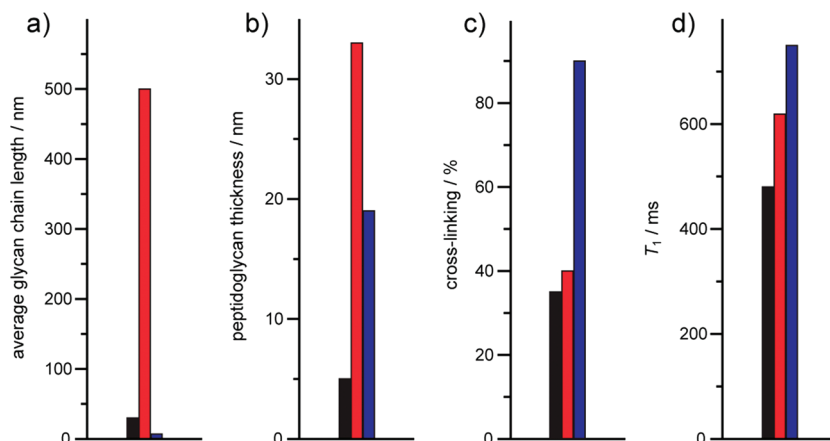 a)
average glycan chain length / nm
500
400
300
200
100
0
b)
peptidoglycan thickness / nm
30
20
10
0
c)
cross-linking / %
80
60
40
20
0
d)
T₁ / ms
600
400
200
0